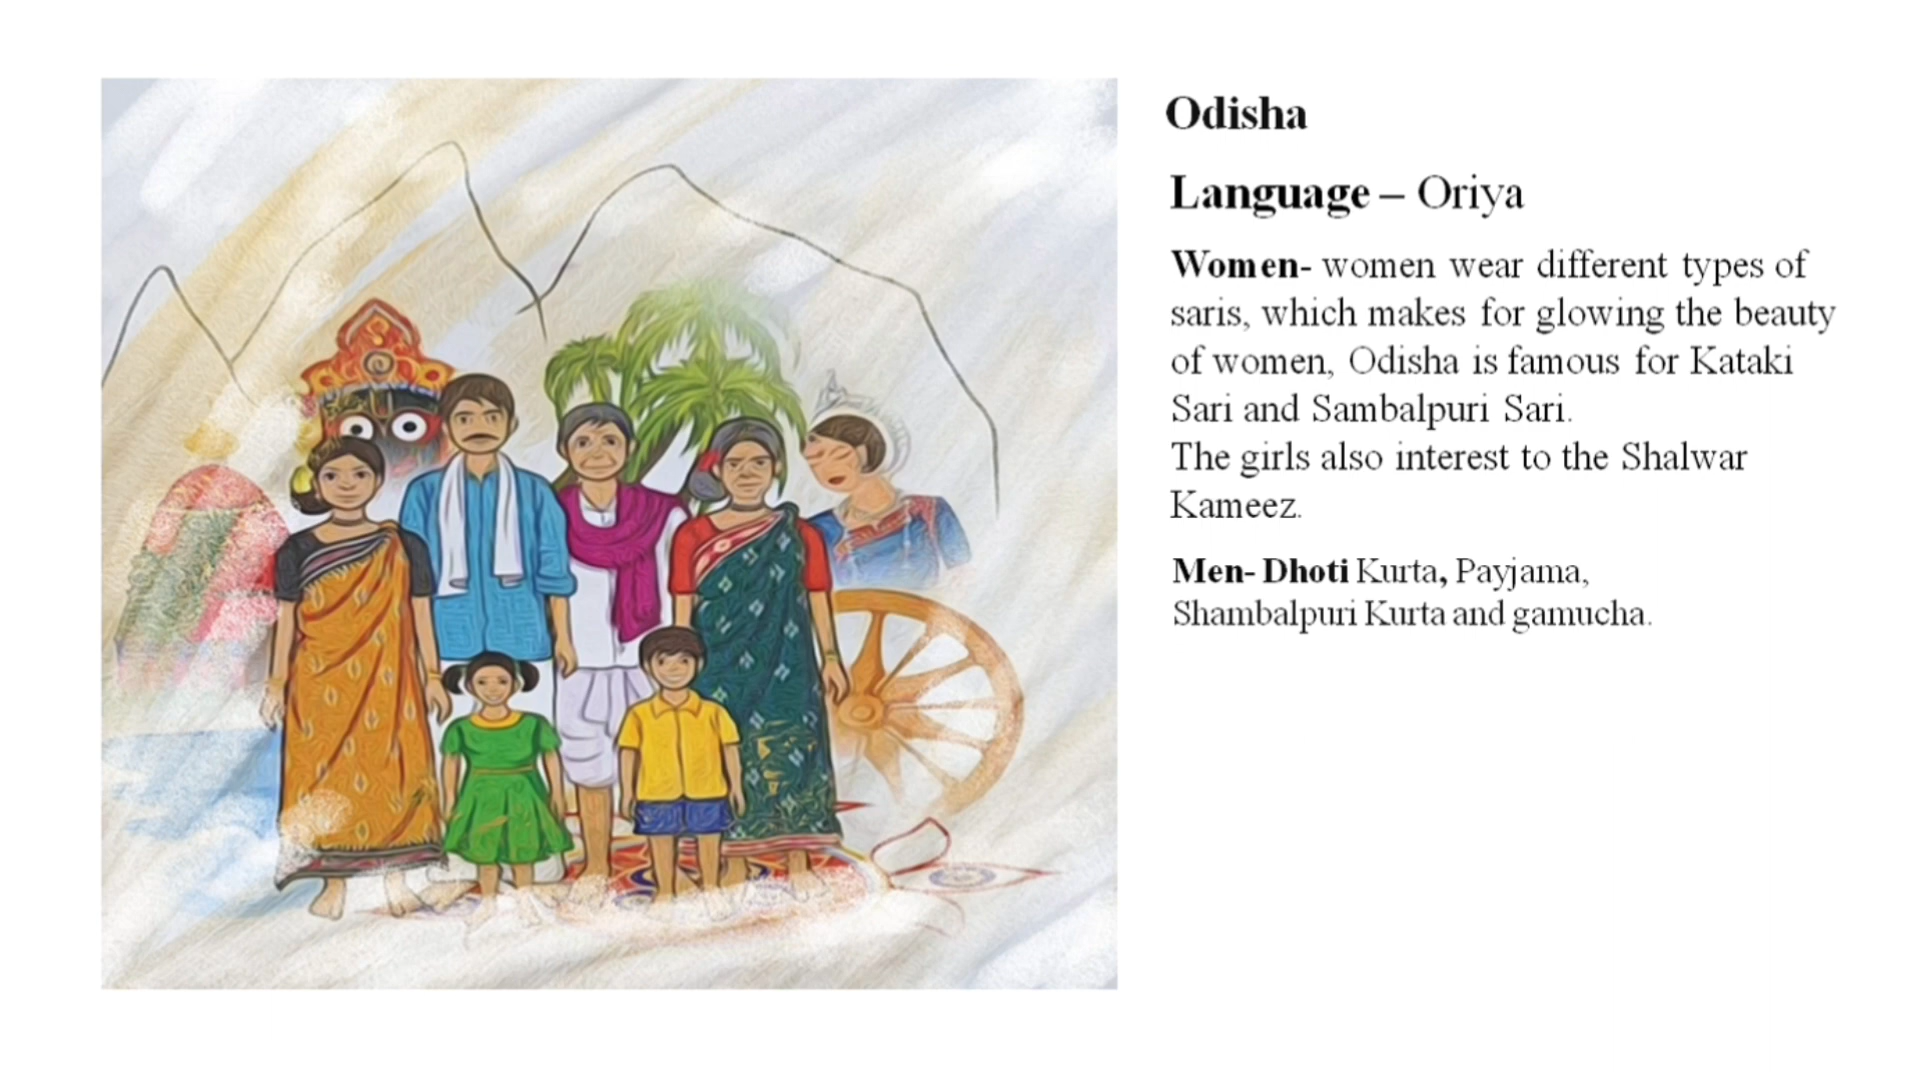 Odisha
Language – Oriya
Women- women wear different types of
saris, which makes for glowing the beauty
of women, Odisha is famous for Kataki
Sari and Sambalpuri Sari.
The girls also interest to the Shalwar
Kameez.
Men- Dhoti Kurta, Payjama,
Shambalpuri Kurta and gamucha.